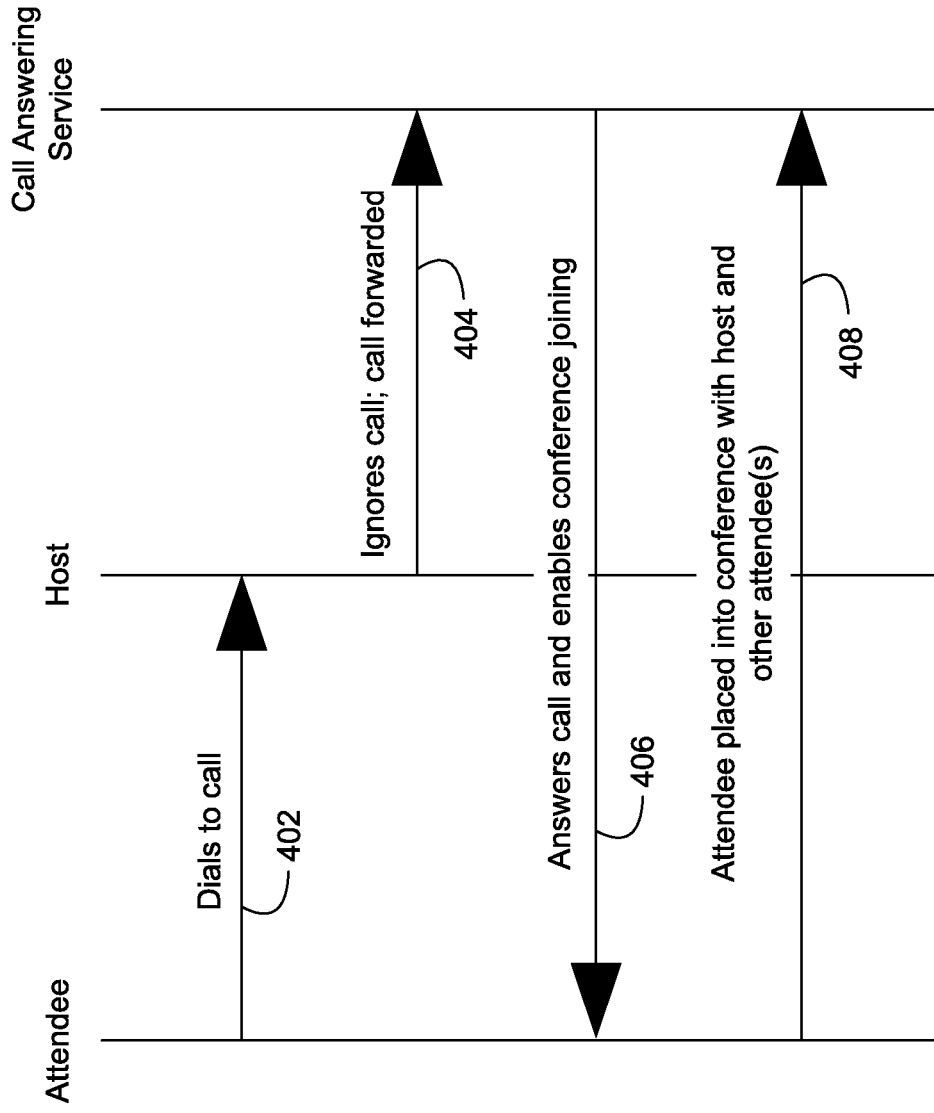 Attendee
Host
Call Answering
Service
Dials to call
402
Ignores call; call forwarded
404
Answers call and enables conference joining
406
Attendee placed into conference with host and
other attendee(s)
408